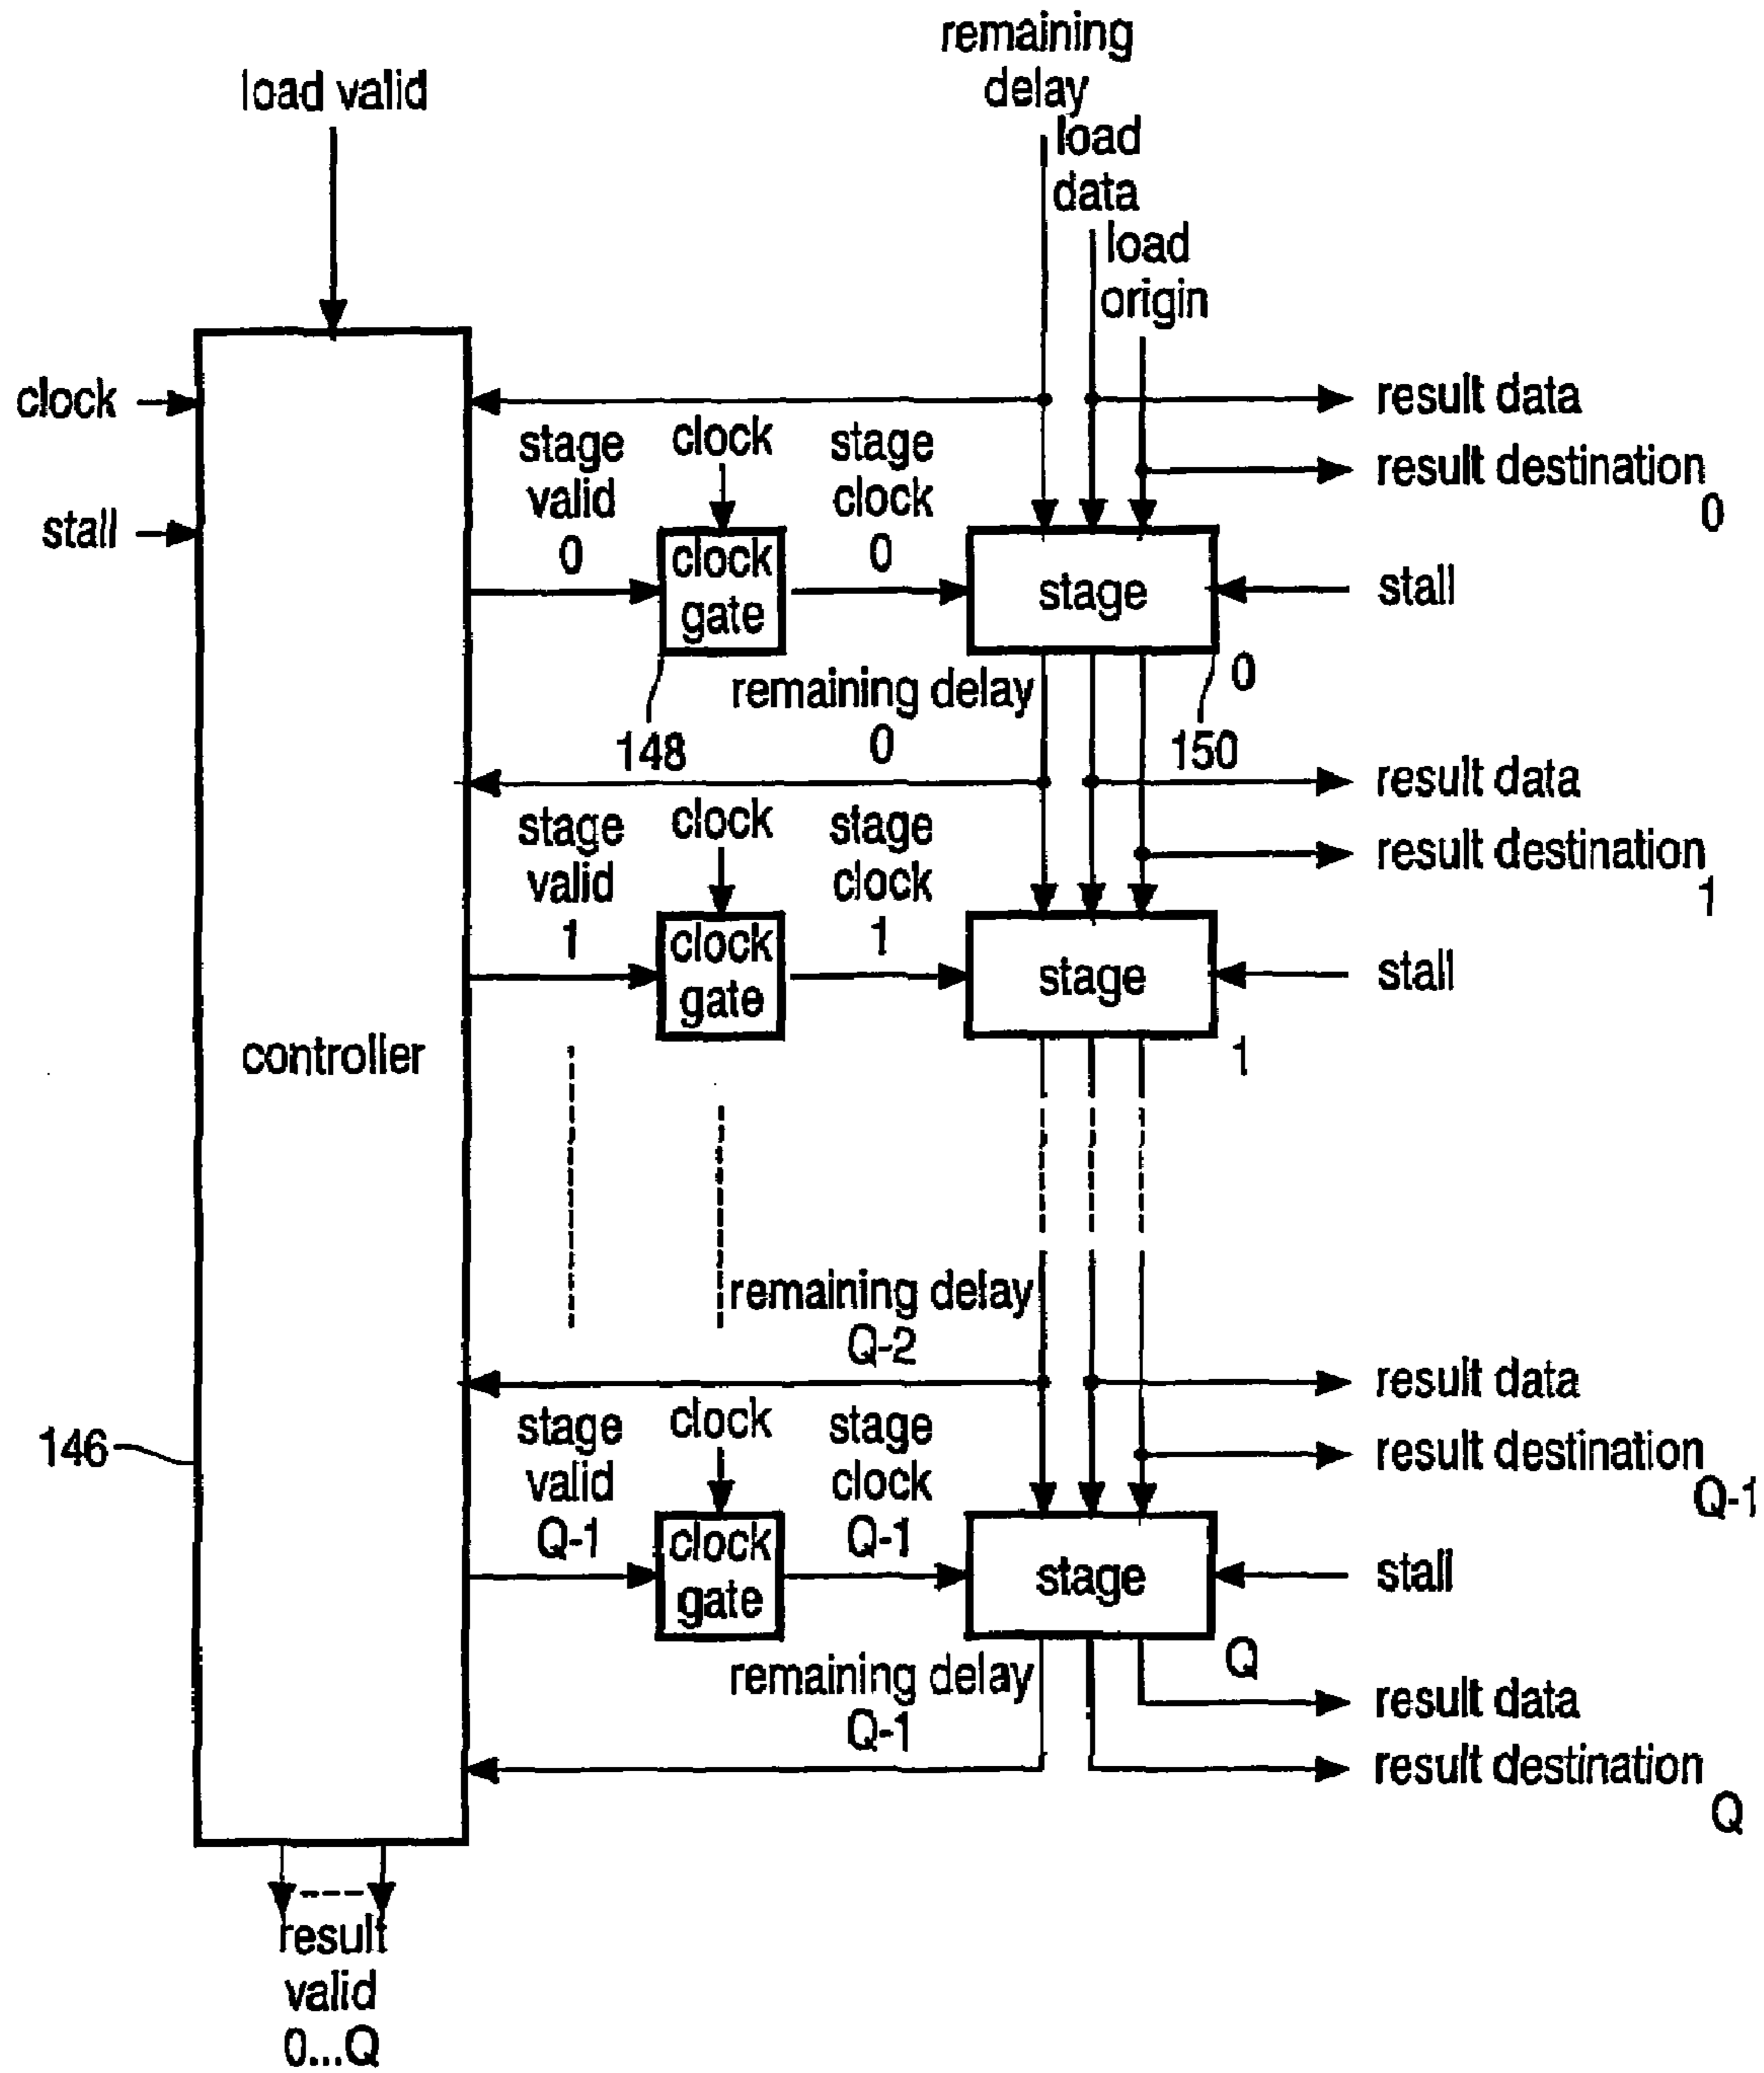 remaining
delay
load valid
load
data
load
origin
clock
result data
stage
valid
0
clock
stage
clock
0
result destination
0
stall
clock
gate
stage
stall
0
remaining delay
0
148
150
result data
stage
valid
1
clock
stage
clock
1
result destination
1
clock
gate
stage
stall
1
controller
remaining delay
Q-2
result data
146
stage
valid
Q-1
clock
stage
clock
Q-1
result destination
Q-1
clock
gate
stage
stall
Q
remaining delay
Q-1
result data
result destination
Q
result
valid
0...Q